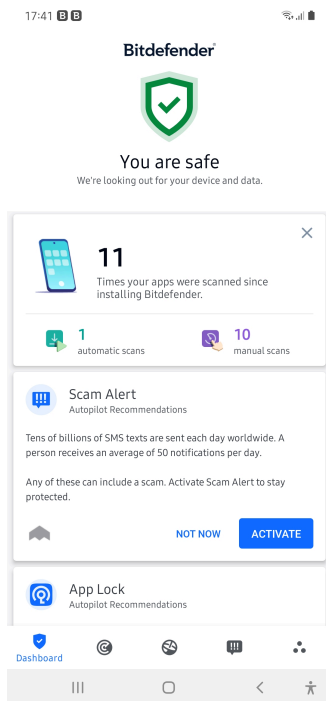 17:41 B B
Bitdefender
You are safe
We're looking out for your device and data.
11
Times your apps were scanned since
installing Bitdefender.
1
automatic scans
10
manual scans
Scam Alert
Autopilot Recommendations
Tens of billions of SMS texts are sent each day worldwide. A
person receives an average of 50 notifications per day.
Any of these can include a scam. Activate Scam Alert to stay
protected.
NOT NOW
ACTIVATE
App Lock
Autopilot Recommendations
Dashboard